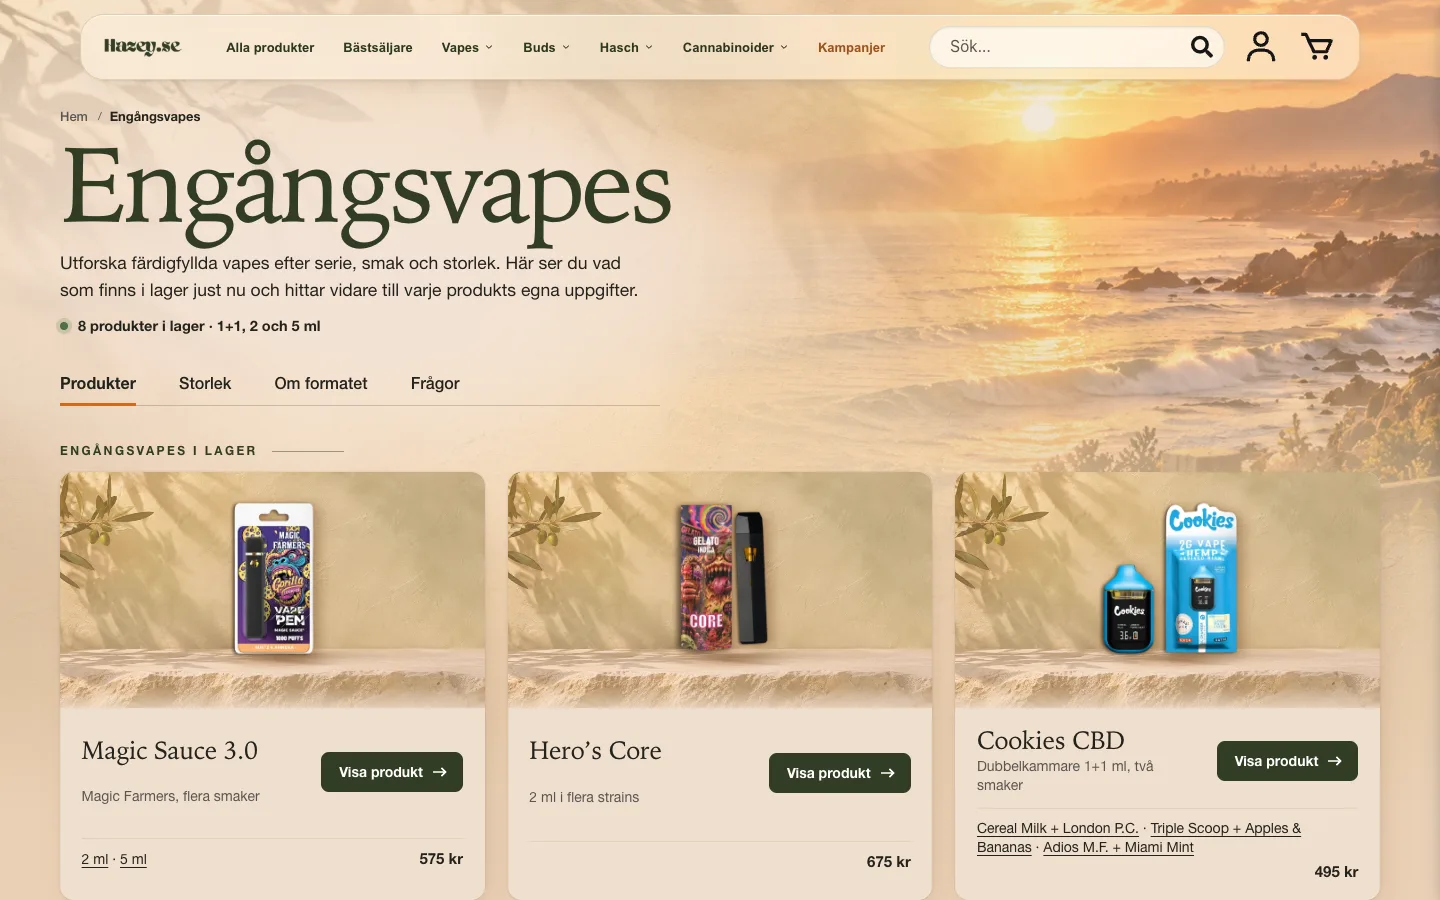 Hazey.se
Alla produkter
Bästsäljare
Vapes
Buds
Hasch
Cannabinoider
Kampanjer
Sök...
Hem / Engångsvapes
Engångsvapes
Utforska färdigfyllda vapes efter serie, smak och storlek. Här ser du vad
som finns i lager just nu och hittar vidare till varje produkts egna uppgifter.
8 produkter i lager · 1+1, 2 och 5 ml
Produkter
Storlek
Om formatet
Frågor
ENGÅNGSVAPES I LAGER
MAGIC
FARMERS
Gorilla
VAPE
PEN
MAGIC SAUCE
1800 PUFFS
GELATO
INDICA
CORE
Cookies
2G VAPE
HEMP
Cookies
Magic Sauce 3.0
Visa produkt →
Magic Farmers, flera smaker
2 ml · 5 ml
575 kr
Hero’s Core
Visa produkt →
2 ml i flera strains
675 kr
Cookies CBD
Dubbelkammare 1+1 ml, två
smaker
Visa produkt →
Cereal Milk + London P.C. · Triple Scoop + Apples &
Bananas · Adios M.F. + Miami Mint
495 kr